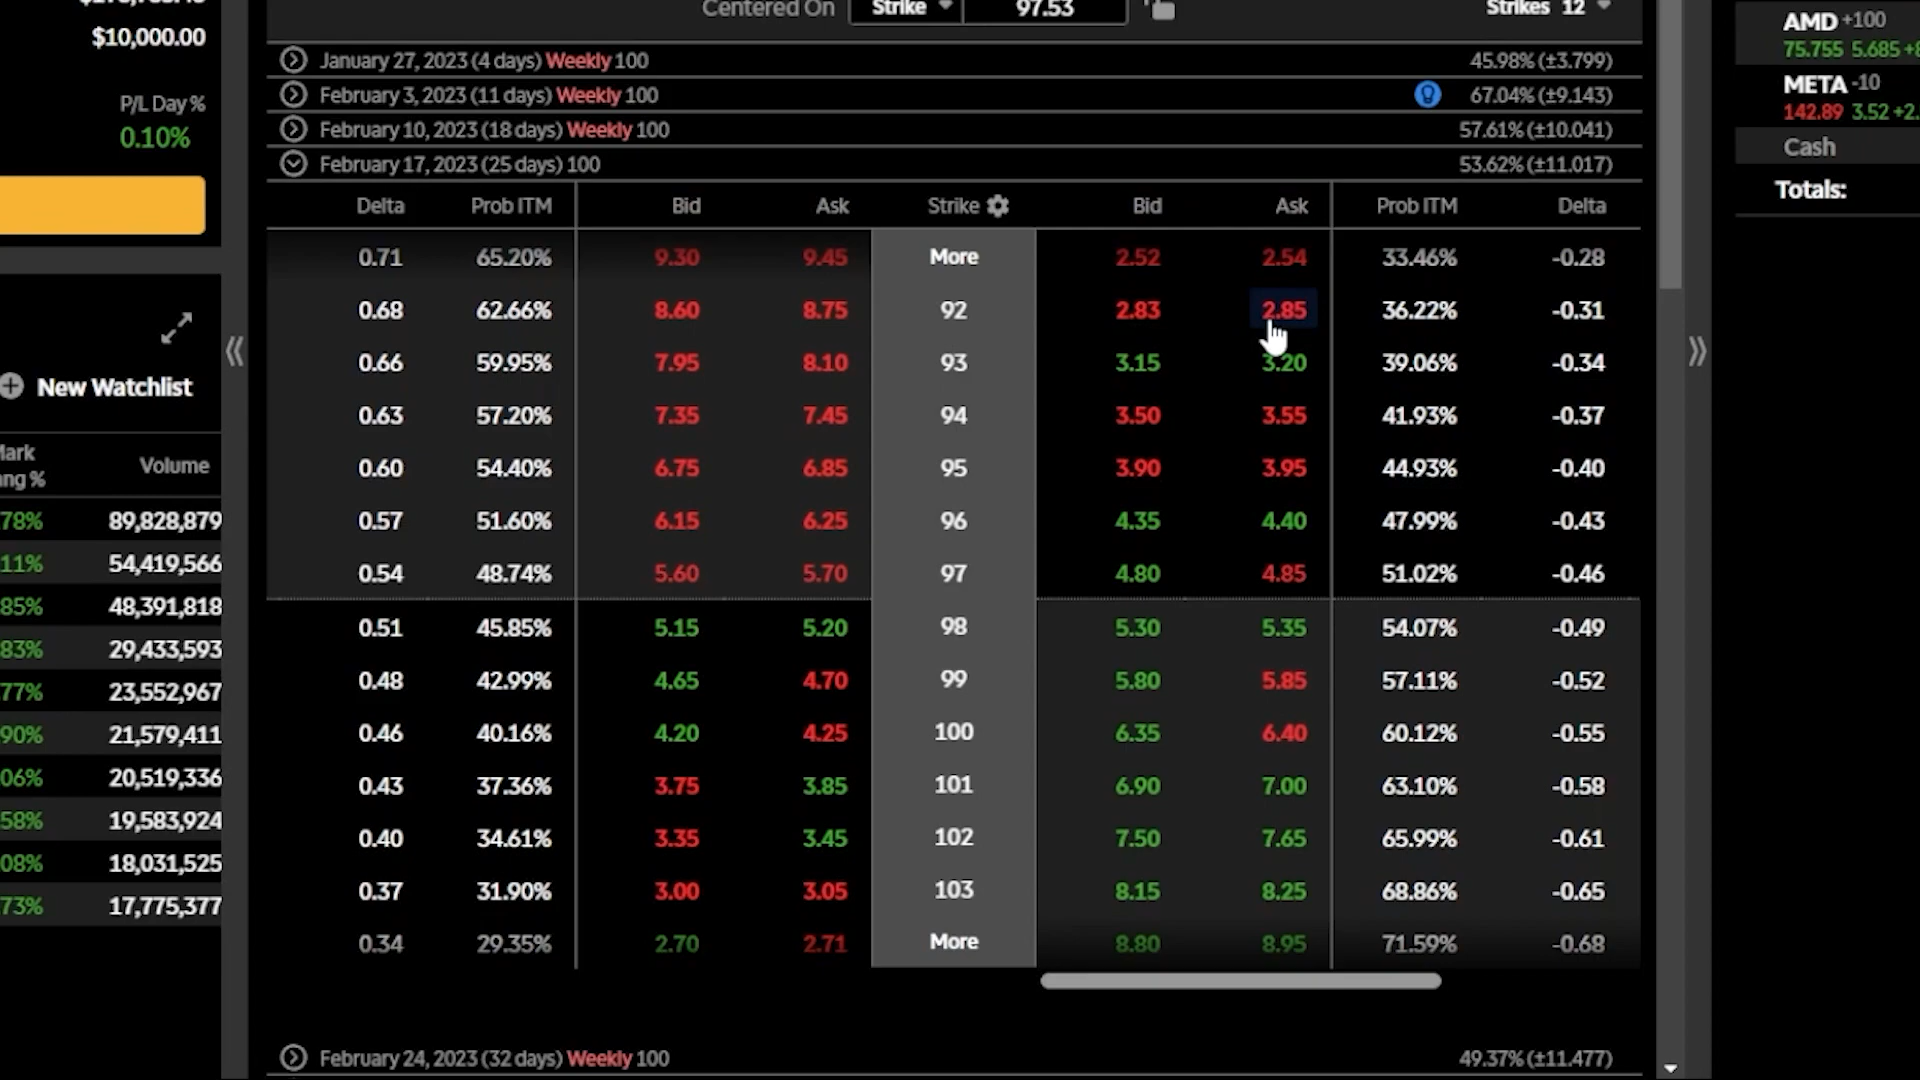 $10,000.00
P/L Day %
0.10%
New Watchlist
Volume
78% 89,828,879
11% 54,419,566
85% 48,391,818
83% 29,433,593
77% 23,552,967
90% 21,579,411
06% 20,519,336
58% 19,583,924
08% 18,031,525
73% 17,775,377
Centered On Strike 97.53 Strikes 12
January 27, 2023 (4 days) Weekly 100 45.98% (±3.799)
February 3, 2023 (11 days) Weekly 100 67.04% (±9.143)
February 10, 2023 (18 days) Weekly 100 57.61% (±10.041)
February 17, 2023 (25 days) 100 53.62% (±11.017)
Delta Prob ITM Bid Ask Strike Bid Ask Prob ITM Delta
0.71 65.20% 9.30 9.45 More 2.52 2.54 33.46% -0.28
0.68 62.66% 8.60 8.75 92 2.83 2.85 36.22% -0.31
0.66 59.95% 7.95 8.10 93 3.15 3.20 39.06% -0.34
0.63 57.20% 7.35 7.45 94 3.50 3.55 41.93% -0.37
0.60 54.40% 6.75 6.85 95 3.90 3.95 44.93% -0.40
0.57 51.60% 6.15 6.25 96 4.35 4.40 47.99% -0.43
0.54 48.74% 5.60 5.70 97 4.80 4.85 51.02% -0.46
0.51 45.85% 5.15 5.20 98 5.30 5.35 54.07% -0.49
0.48 42.99% 4.65 4.70 99 5.80 5.85 57.11% -0.52
0.46 40.16% 4.20 4.25 100 6.35 6.40 60.12% -0.55
0.43 37.36% 3.75 3.85 101 6.90 7.00 63.10% -0.58
0.40 34.61% 3.35 3.45 102 7.50 7.65 65.99% -0.61
0.37 31.90% 3.00 3.05 103 8.15 8.25 68.86% -0.65
0.34 29.35% 2.70 2.71 More 8.80 8.95 71.59% -0.68
February 24, 2023 (32 days) Weekly 100 49.37% (±11.477)
AMD +100
75.755 5.685
META -10
142.89 3.52 +2.
Cash
Totals: